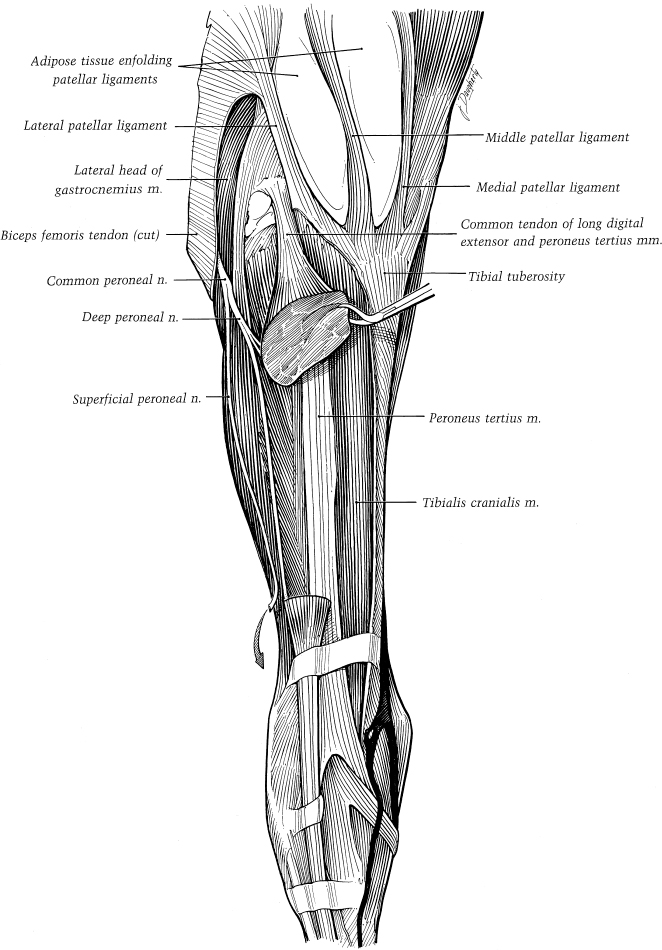 Adipose tissue enfolding
patellar ligaments
Lateral patellar ligament
Lateral head of
gastrocnemius m.
Biceps femoris tendon (cut)
Common peroneal n.
Deep peroneal n.
Superficial peroneal n.
J. Daugherty
Middle patellar ligament
Medial patellar ligament
Common tendon of long digital
extensor and peroneus tertius mm.
Tibial tuberosity
Peroneus tertius m.
Tibialis cranialis m.